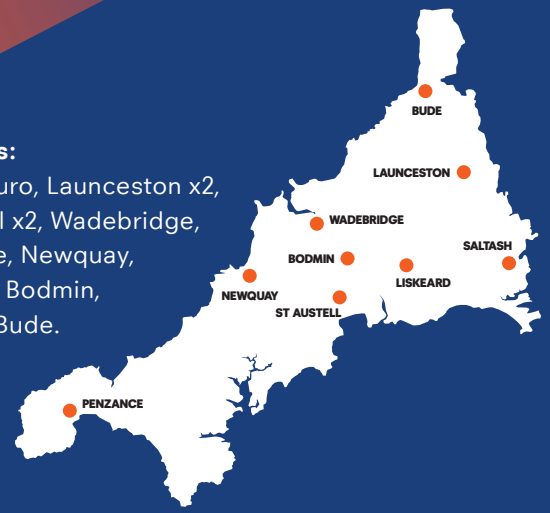 s:
uro, Launceston x2,
l x2, Wadebridge,
e, Newquay,
Bodmin,
Bude.
BUDE
LAUNCESTON
WADEBRIDGE
SALTASH
BODMIN
LISKEARD
NEWQUAY
ST AUSTELL
PENZANCE